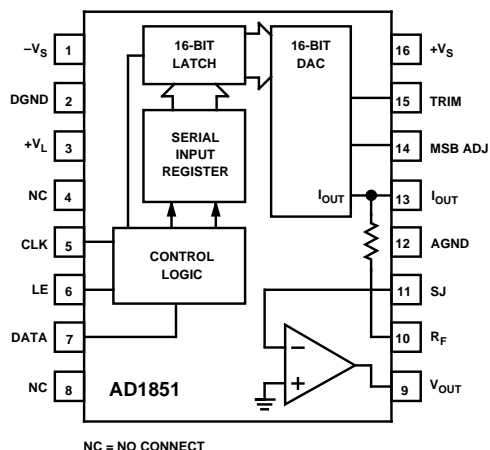 –VS 1
DGND 2
+VL 3
NC 4
CLK 5
LE 6
DATA 7
NC 8
16-BIT
LATCH
16-BIT
DAC
SERIAL
INPUT
REGISTER
CONTROL
LOGIC
IOUT
–
+
AD1851
16 +VS
15 TRIM
14 MSB ADJ
13 IOUT
12 AGND
11 SJ
10 RF
9 VOUT
NC = NO CONNECT